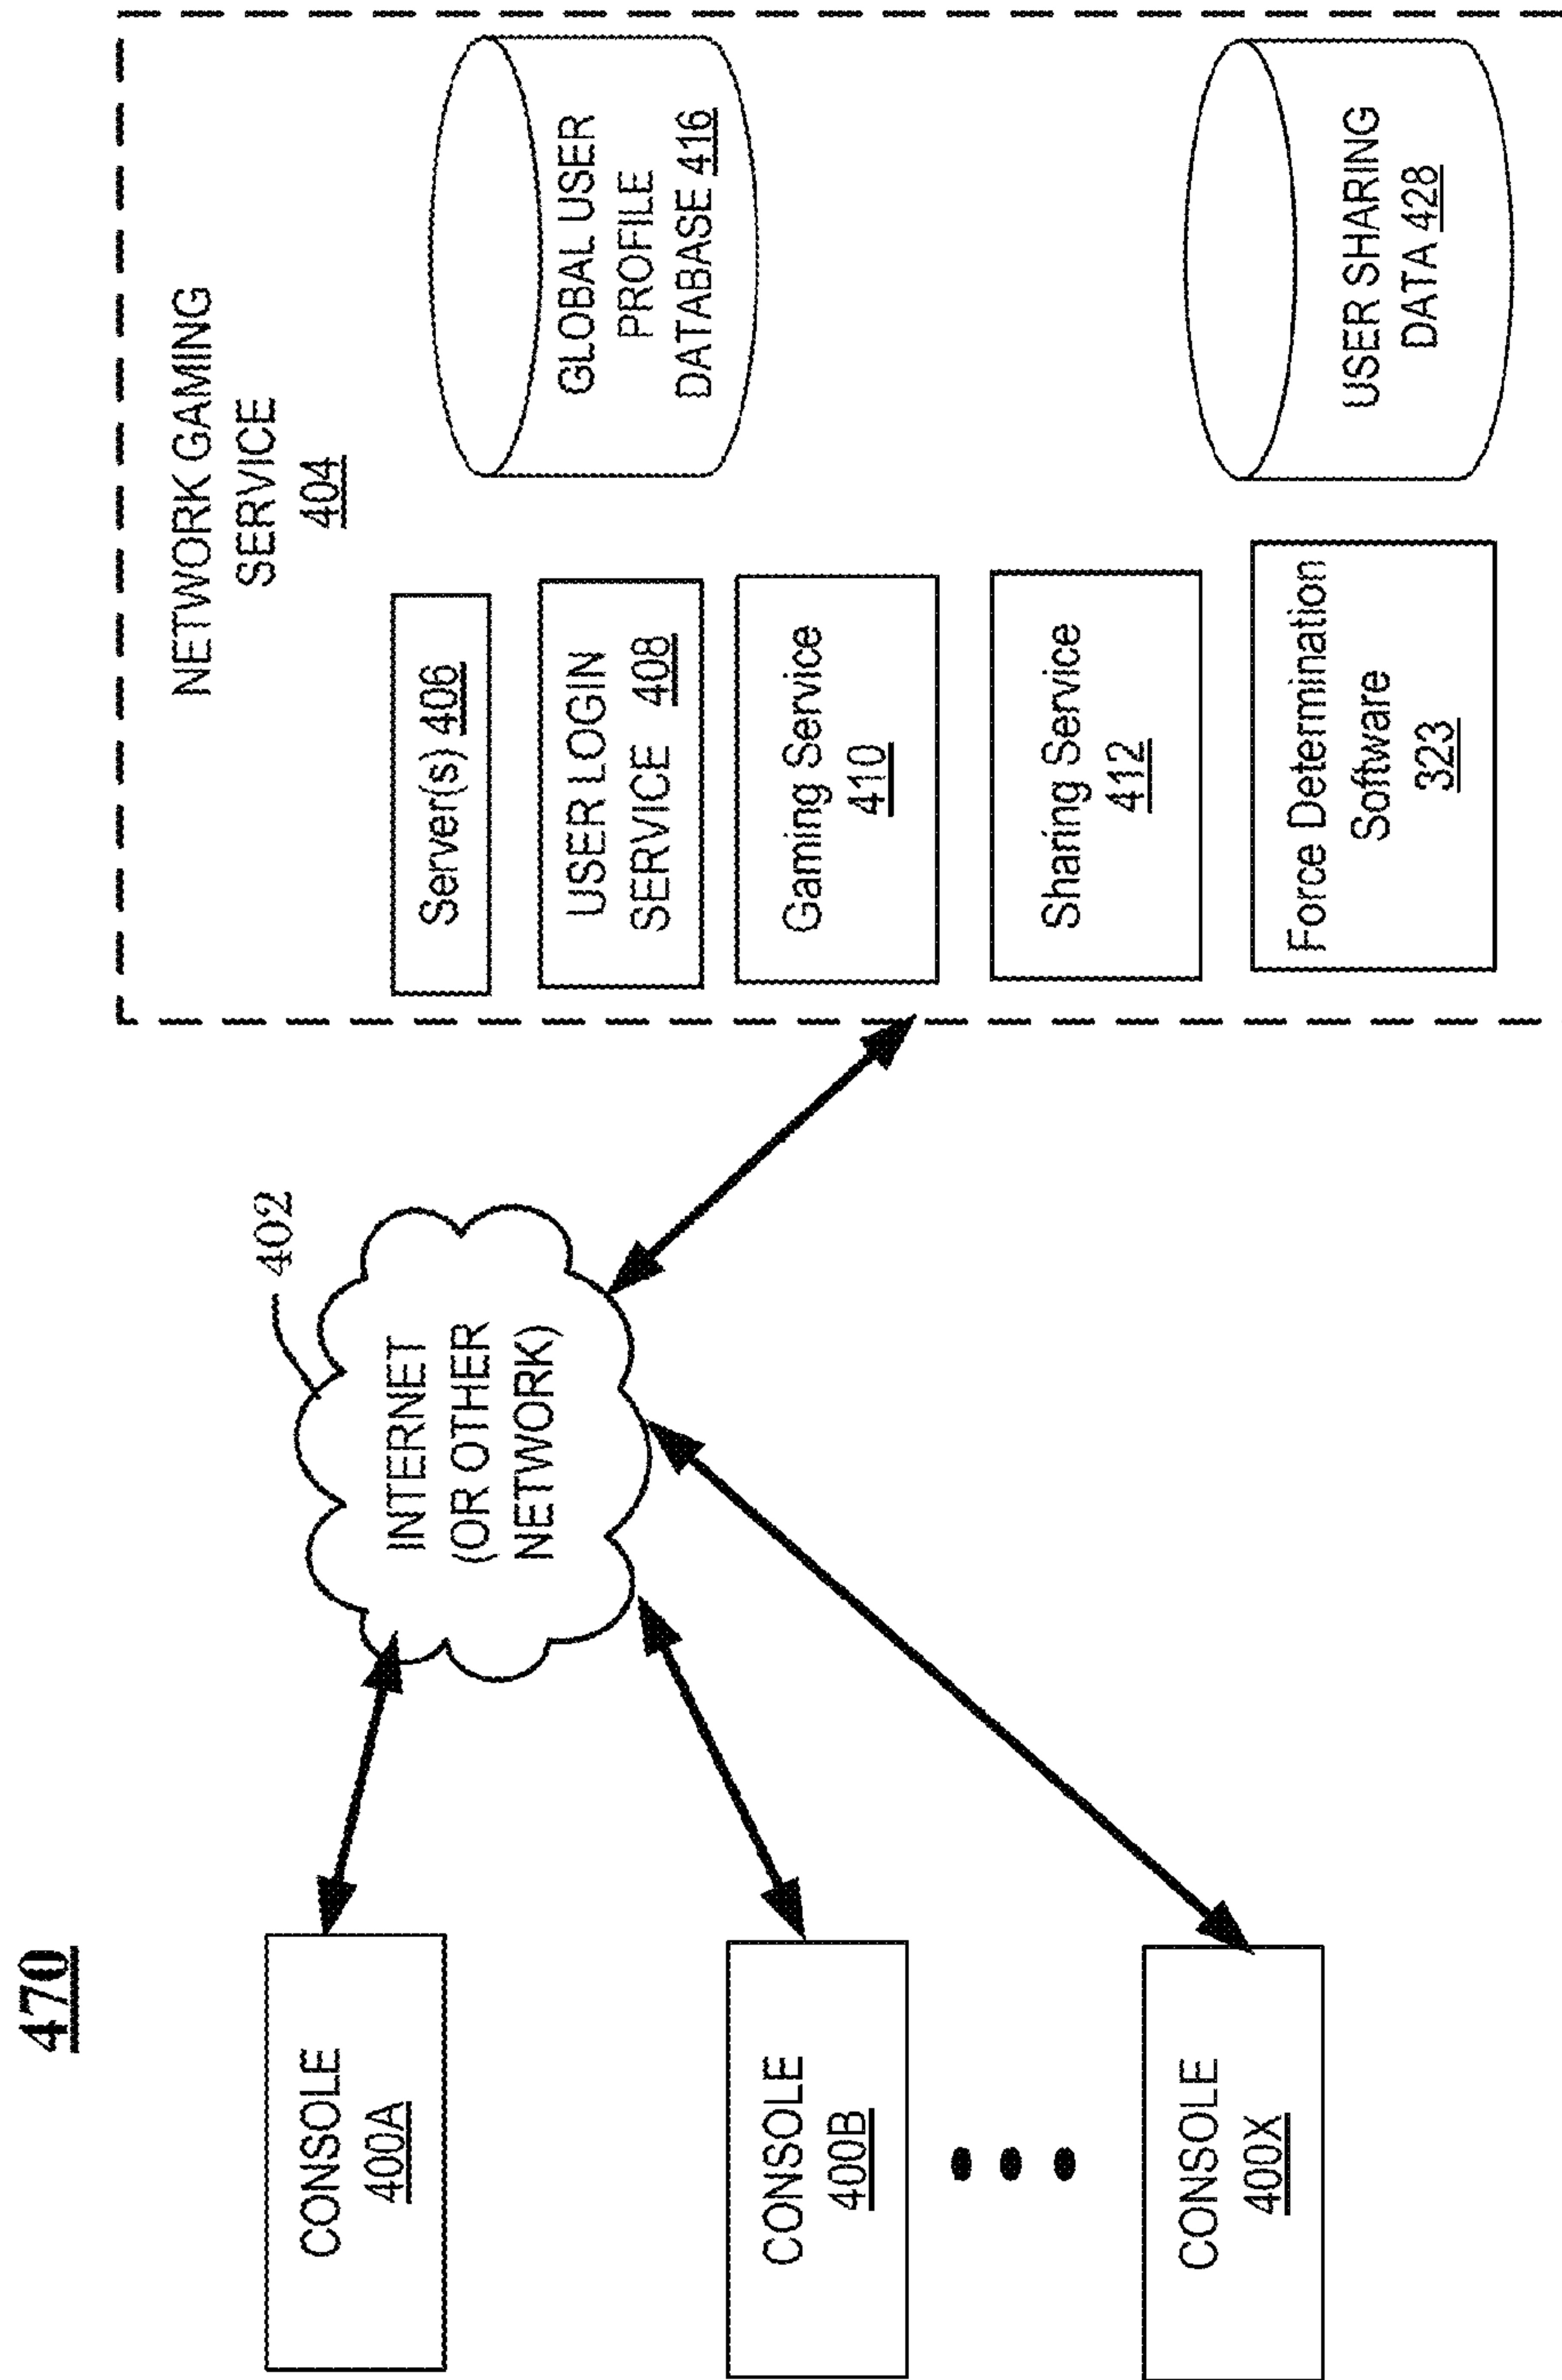 470
CONSOLE
400A
CONSOLE
400B
CONSOLE
400X
402
INTERNET
(OR OTHER
NETWORK)
NETWORK GAMING
SERVICE
404
Server(s) 406
USER LOGIN
SERVICE 408
Gaming Service
410
Sharing Service
412
Force Determination
Software
323
GLOBAL USER
PROFILE
DATABASE 416
USER SHARING
DATA 428